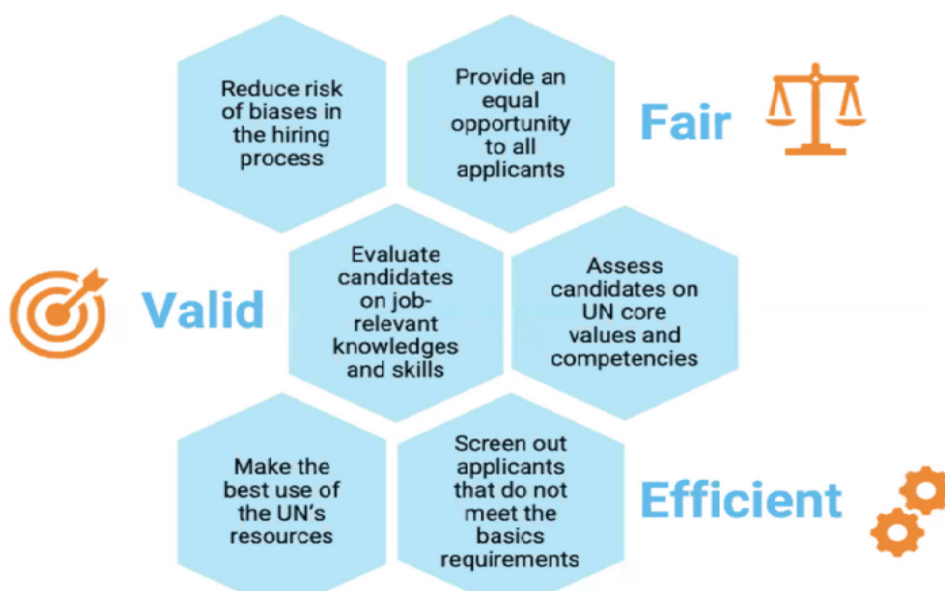 Reduce risk
of biases in
the hiring
process
Provide an
equal
opportunity
to all
applicants
Fair
Valid
Evaluate
candidates
on job-
relevant
knowledges
and skills
Assess
candidates on
UN core
values and
competencies
Make the
best use of
the UN's
resources
Screen out
applicants
that do not
meet the
basics
requirements
Efficient